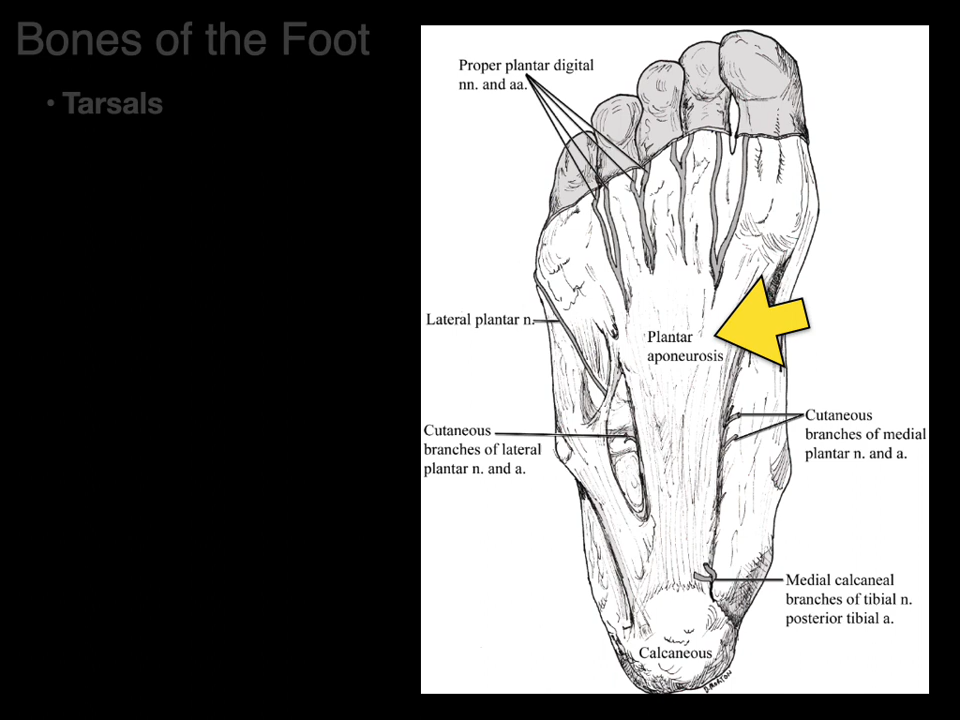 Bones of the Foot
• Tarsals
Proper plantar digital
nn. and aa.
Lateral plantar n.
Plantar
aponeurosis
Cutaneous
branches of lateral
plantar n. and a.
Cutaneous
branches of medial
plantar n. and a.
Medial calcaneal
branches of tibial n.
posterior tibial a.
Calcaneous
D. MORTON